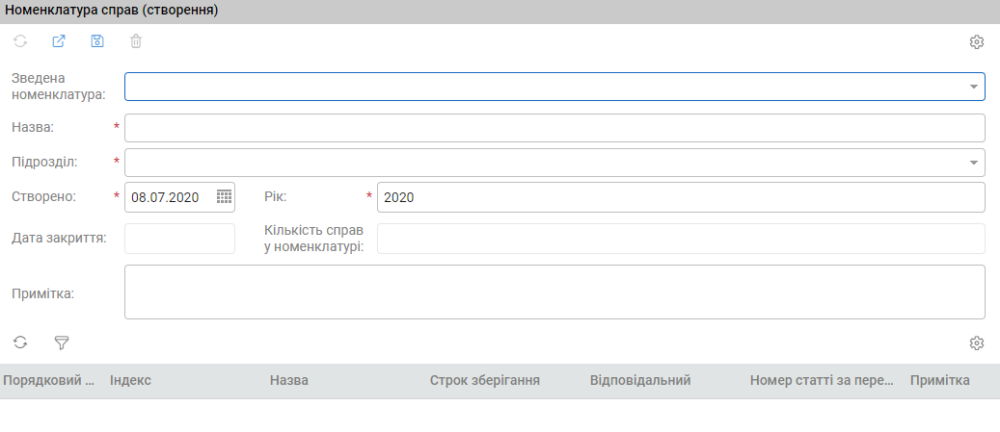 Номенклатура справ (створення)
Зведена
номенклатура:
Назва: *
Підрозділ: *
Створено: * 08.07.2020 Рік: * 2020
Дата закриття: Кількість справ
у номенклатурі:
Примітка:
Порядковий ... Індекс Назва Строк зберігання Відповідальний Номер статті за пере... Примітка